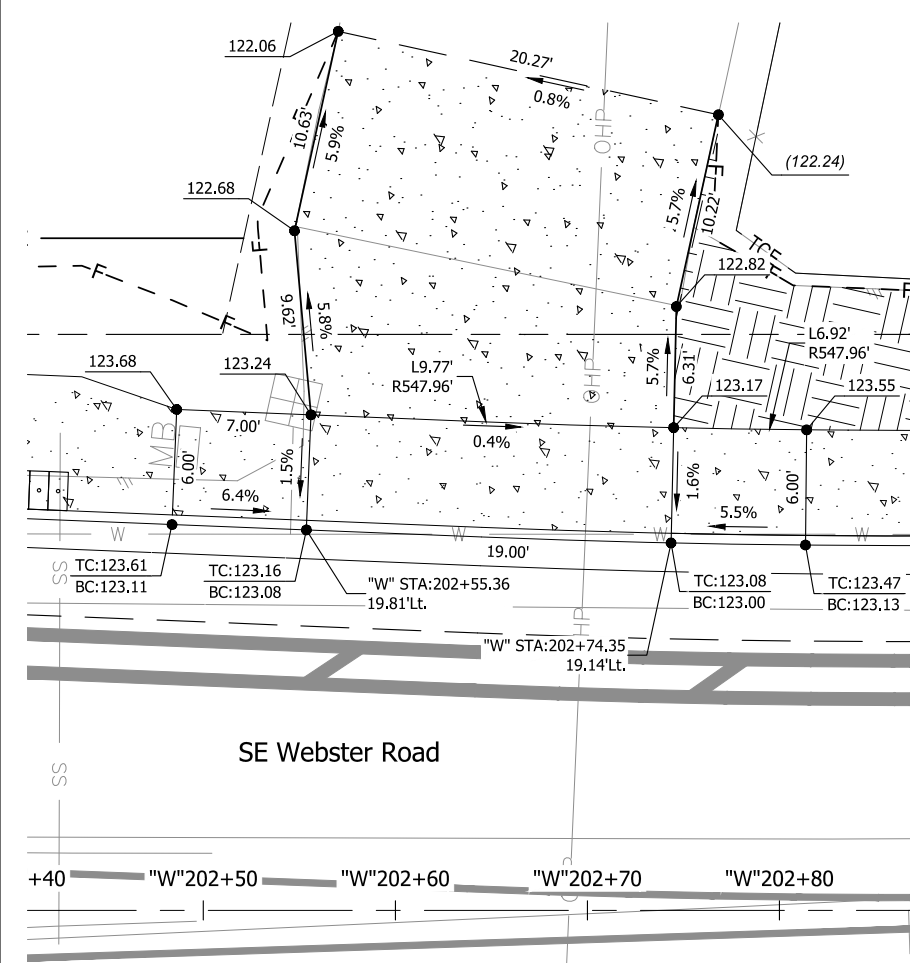 122.06
20.27'
0.8%
OHP
10.63'
5.9%
(122.24)
122.68
5.7%
10.22'
F
TCE
F
122.82
F
F
F
9.62'
5.8%
F
L6.92'
R547.96'
123.68
123.24
L9.77'
R547.96'
OHP
5.7%
6.31'
123.17
123.55
7.00'
0.4%
MB
6.00'
1.5%
1.6%
6.00'
6.4%
5.5%
W
W
W
W
19.00'
SS
TC:123.61
BC:123.11
TC:123.16
BC:123.08
"W" STA:202+55.36
19.81'Lt.
TC:123.08
BC:123.00
TC:123.47
BC:123.13
HP
"W" STA:202+74.35
19.14'Lt.
SE Webster Road
SS
+40
"W"202+50
"W"202+60
"W"202+70
"W"202+80